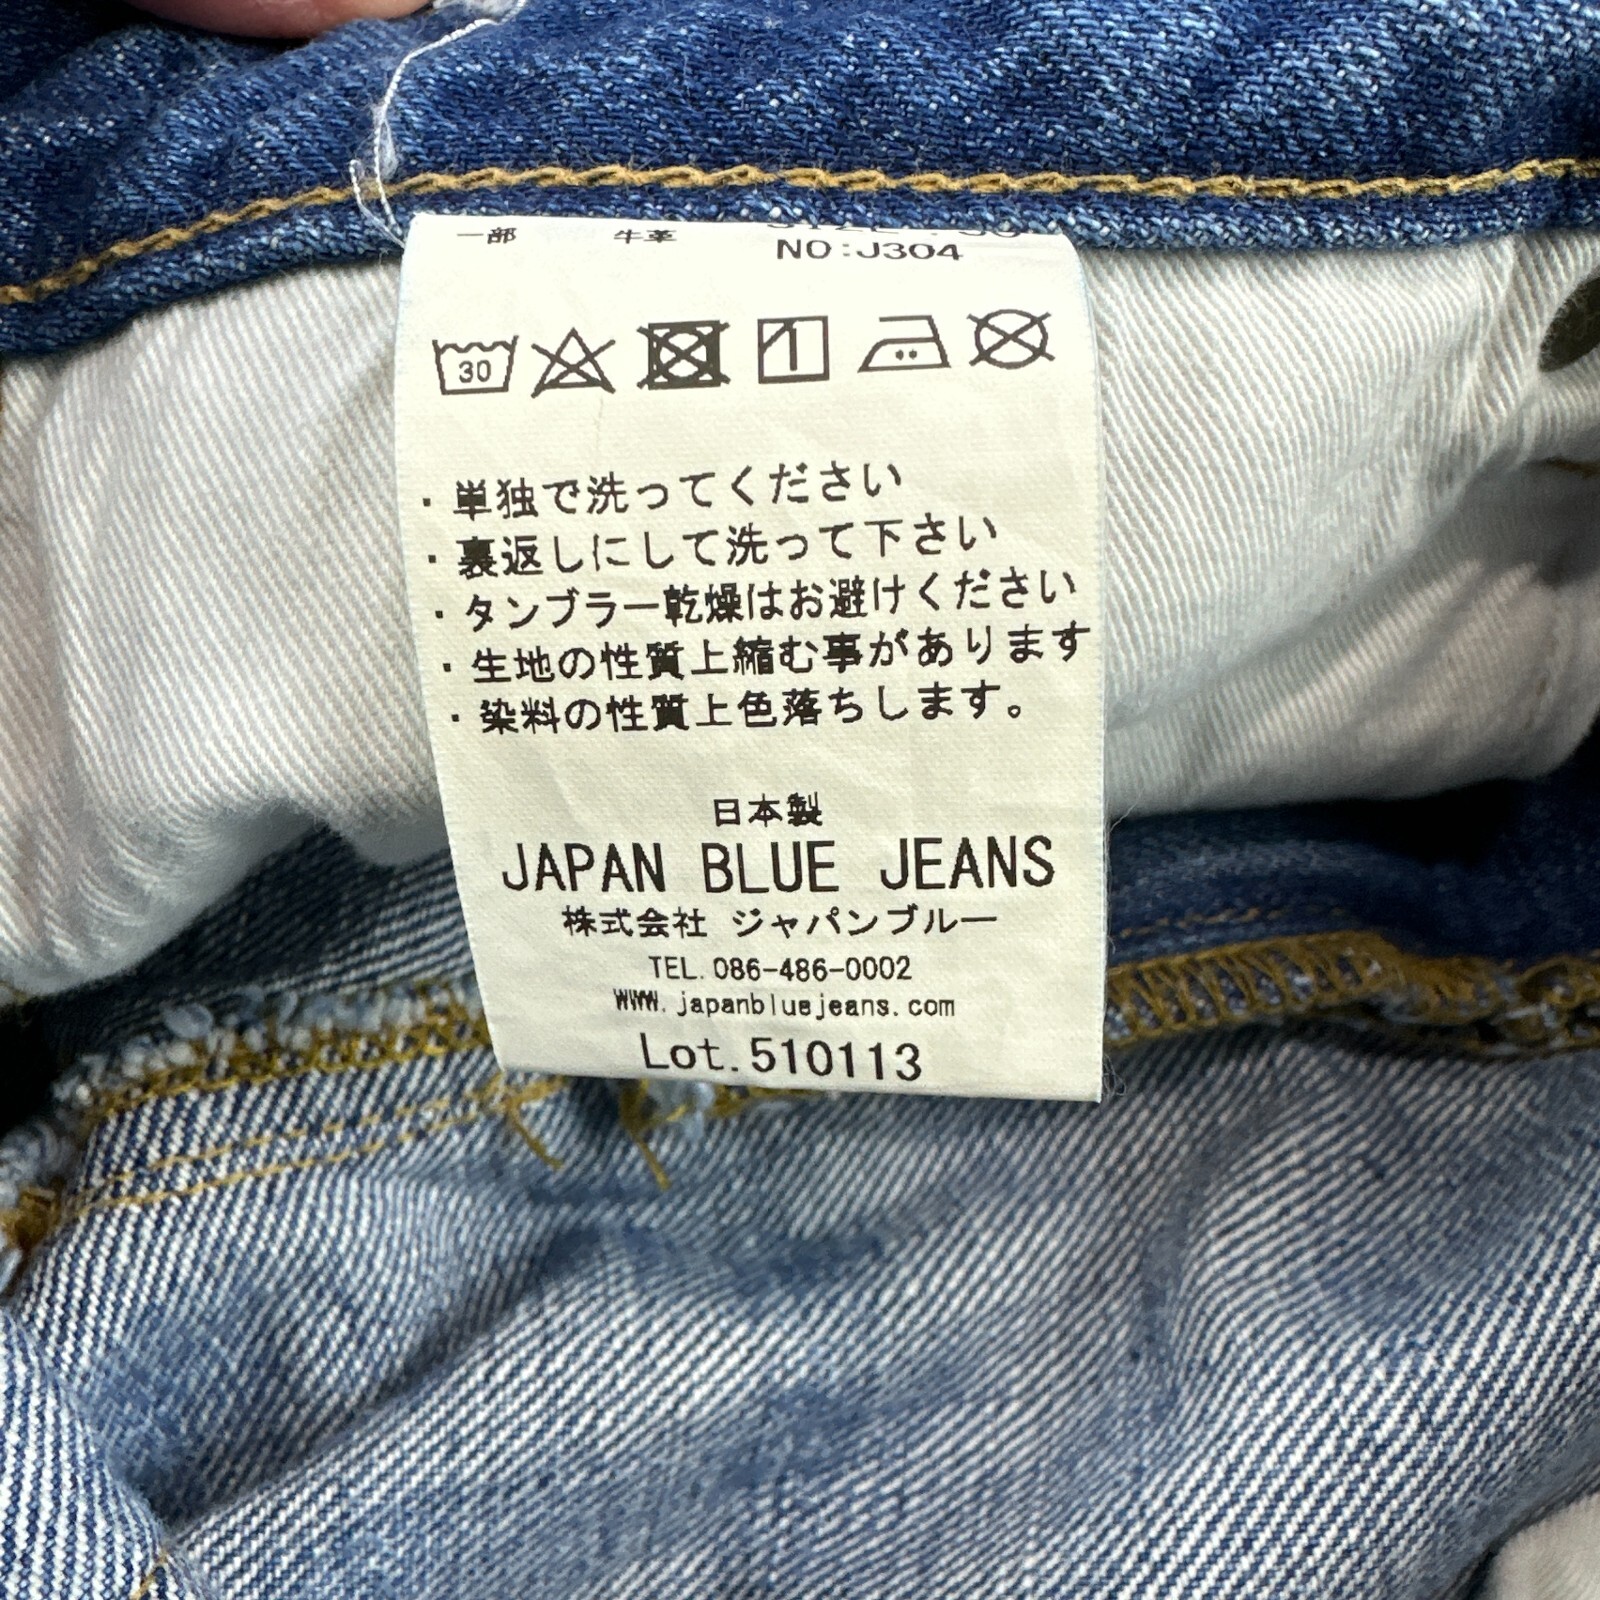 一部 牛革
NO:J304
30
1
・単独で洗ってください
・裏返しにして洗って下さい
・タンブラー乾燥はお避けください
・生地の性質上縮む事があります
・染料の性質上色落ちします。
日本製
JAPAN BLUE JEANS
株式会社 ジャパンブルー
TEL.086-486-0002
WWW.japanbluejeans.com
Lot.510113